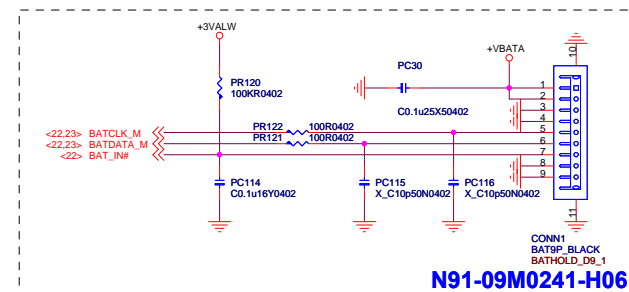 +3VALW
PR120
100KR0402
PC30
C0.1u25X50402
+VBATA
10
1
2
3
4
5
6
7
8
9
11
<22,23> BATCLK_M
PR122 100R0402
<22,23> BATDATA_M
PR121 100R0402
<22> BAT_IN#
PC114
C0.1u16Y0402
PC115
X_C10p50N0402
PC116
X_C10p50N0402
CONN1
BAT9P_BLACK
BATHOLD_D9_1
N91-09M0241-H06